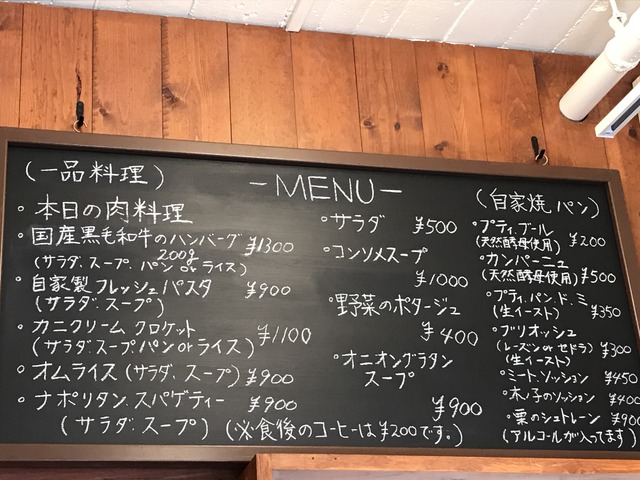 (一品料理)
-MENU-
・本日の肉料理
・国産黒毛和牛のハンバーグ ¥1300
200g
(サラダ、スープ、パン or ライス)
・自家製フレッシュパスタ ¥900
(サラダ、スープ)
・カニクリーム クロケット ¥1100
(サラダ、スープ、パン or ライス)
・オムライス (サラダ、スープ) ¥900
・ナポリタン、スパゲティー ¥900
(サラダ、スープ)
・サラダ ¥500
・コンソメスープ
¥1000
・野菜のポタージュ
¥400
・オニオングラタン
スープ
¥900
(※食後のコーヒーは¥200です。)
(自家焼 パン)
・プティ、ブール
(天然酵母使用) ¥200
・カンパーニュ
(天然酵母使用) ¥500
・プティ、パン、ド、ミ
(生イースト) ¥350
・ブリオッシュ
(レーズン or セドラ) ¥300
(生イースト)
・ミートソッション ¥450
・木ノ子のソッション ¥400
・栗のシュトレーン ¥900
(アルコールが入ってます)